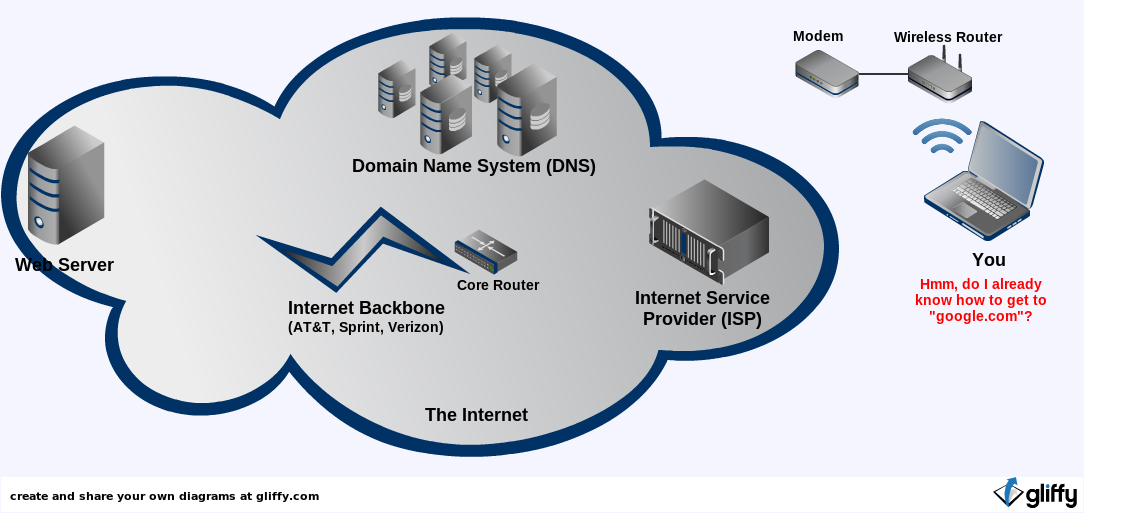 Modem
Wireless Router
Domain Name System (DNS)
Web Server
You
Hmm, do I already
know how to get to
"google.com"?
Core Router
Internet Service
Provider (ISP)
Internet Backbone
(AT&T, Sprint, Verizon)
The Internet
create and share your own diagrams at gliffy.com
gliffy